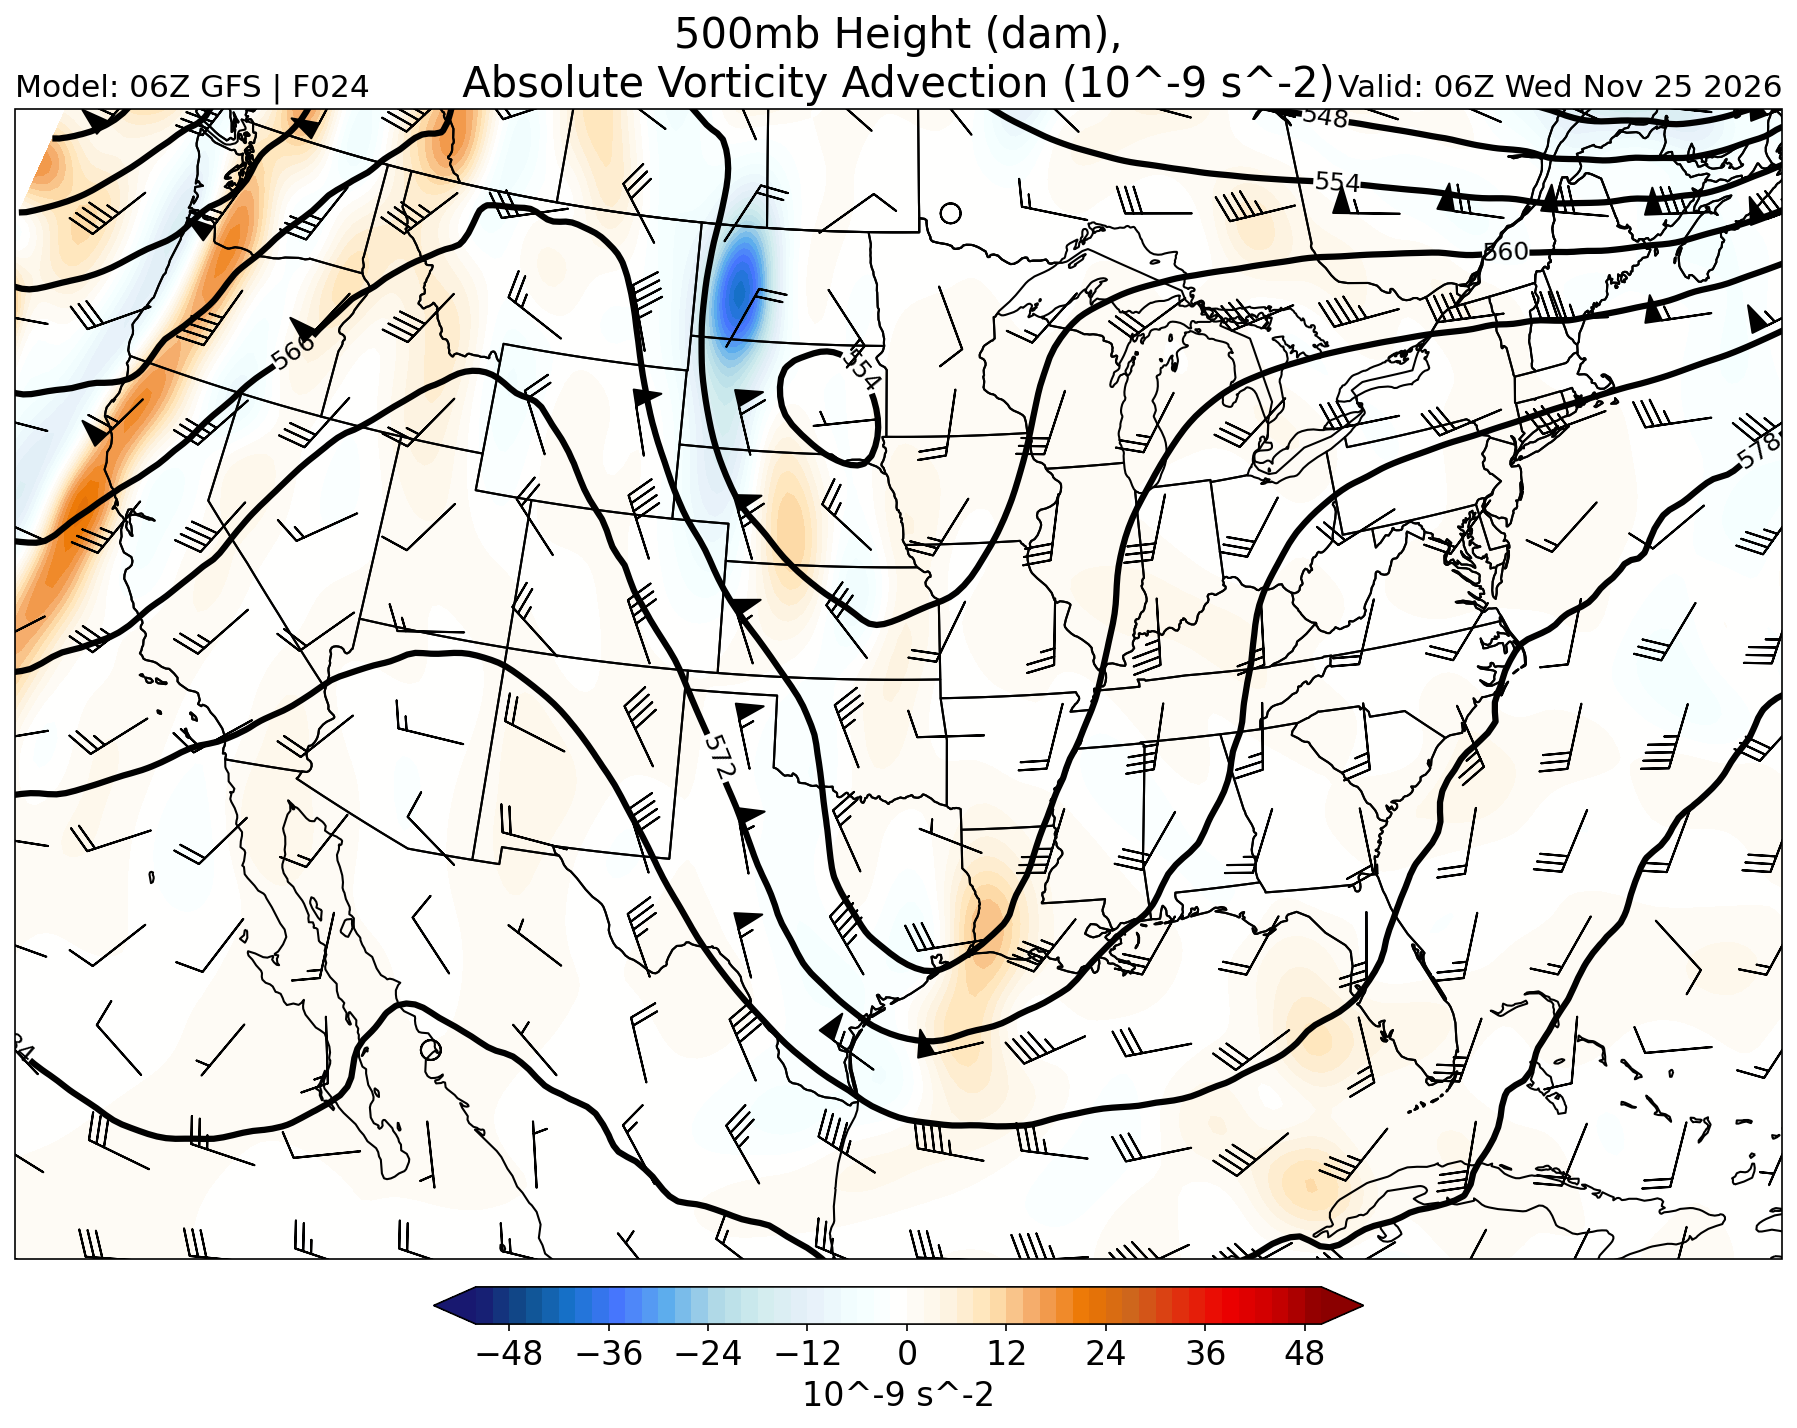 500mb Height (dam),
Model: 06Z GFS | F024
Absolute Vorticity Advection (10^-9 s^-2)
Valid: 06Z Wed Nov 25 2026
548
554
560
566
554
578
572
−48 −36 −24 −12 0 12 24 36 48
10^-9 s^-2